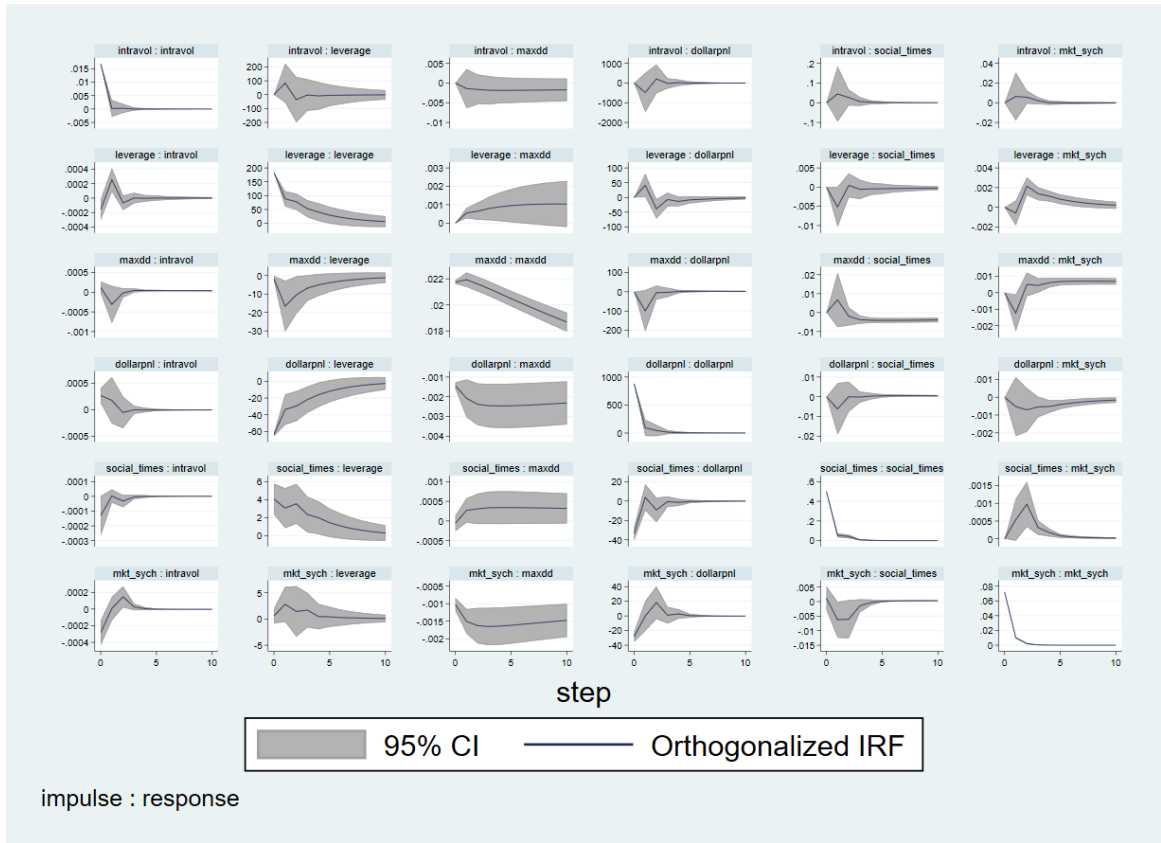 intravol : intravol intravol : leverage intravol : maxdd intravol : dollarpnl intravol : social_times intravol : mkt_sych
.015 200 .005 1000 .2 .04
.01 100 0 0 .1 .02
.005 0 -.005 -1000 0 0
0 -100 -.01 -2000 -.1 -.02
-.005 -200
leverage : intravol leverage : leverage leverage : maxdd leverage : dollarpnl leverage : social_times leverage : mkt_sych
.0004 200 .003 100 .005 .004
.0002 150 .002 50 0 .002
0 100 .001 0 -.005 0
-.0002 50 0 -50 -.01 -.002
-.0004 0 -100
maxdd : intravol maxdd : leverage maxdd : maxdd maxdd : dollarpnl maxdd : social_times maxdd : mkt_sych
.0005 0 .022 100 .02 .001
0 -10 .02 0 .01 0
-.0005 -20 .018 -100 0 -.001
-.001 -30 -200 -.01 -.002
dollarpnl : intravol dollarpnl : leverage dollarpnl : maxdd dollarpnl : dollarpnl dollarpnl : social_times dollarpnl : mkt_sych
.0005 0 -.001 1000 .01 .001
0 -20 -.002 500 0 0
-.0005 -40 -.003 0 -.01 -.001
-60 -.004 -.02 -.002
social_times : intravol social_times : leverage social_times : maxdd social_times : dollarpnl social_times : social_times social_times : mkt_sych
.0001 6 .001 20 .6 .0015
0 4 .0005 0 .4 .001
-.0001 2 0 -20 .2 .0005
-.0002 0 -.0005 -40 0 0
-.0003
mkt_sych : intravol mkt_sych : leverage mkt_sych : maxdd mkt_sych : dollarpnl mkt_sych : social_times mkt_sych : mkt_sych
.0002 5 -.0005 40 .005 .08
0 0 -.001 20 0 .06
-.0002 -5 -.0015 0 -.005 .04
-.0004 -.002 -20 -.01 .02
-40 -.015 0
0 5 10 0 5 10 0 5 10 0 5 10 0 5 10 0 5 10
step
95% CI Orthogonalized IRF
impulse : response